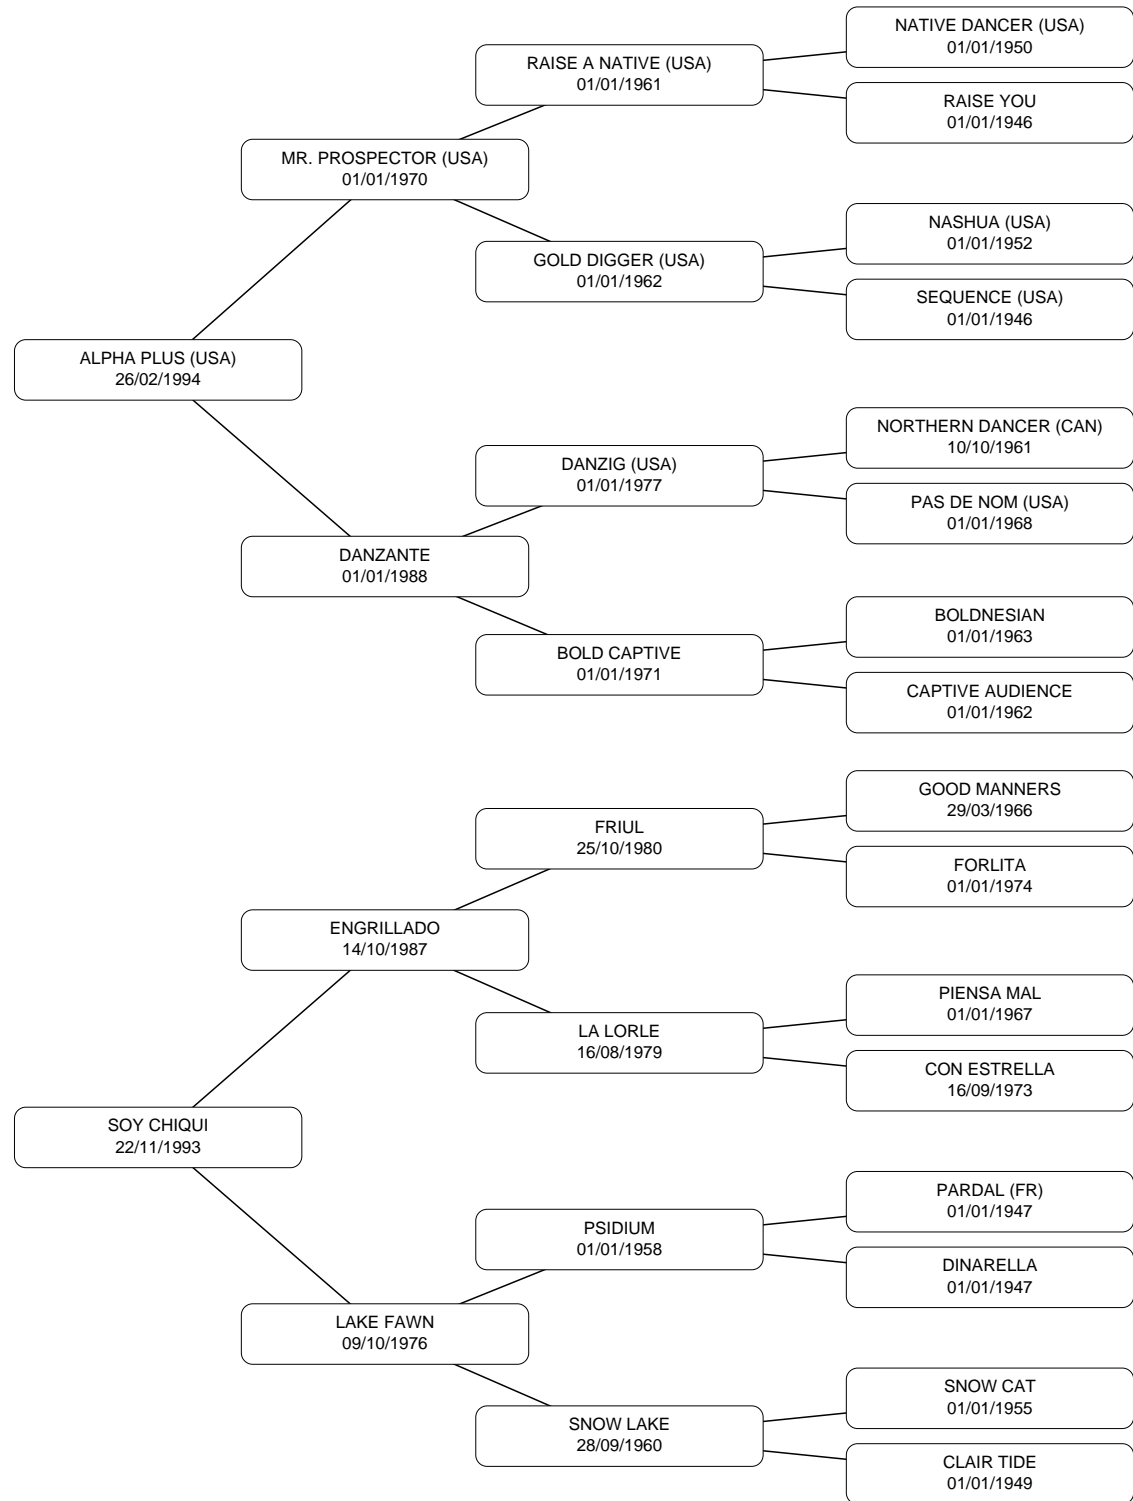 NATIVE DANCER (USA)
01/01/1950
RAISE A NATIVE (USA)
01/01/1961
RAISE YOU
01/01/1946
MR. PROSPECTOR (USA)
01/01/1970
NASHUA (USA)
01/01/1952
GOLD DIGGER (USA)
01/01/1962
SEQUENCE (USA)
01/01/1946
ALPHA PLUS (USA)
26/02/1994
NORTHERN DANCER (CAN)
10/10/1961
DANZIG (USA)
01/01/1977
PAS DE NOM (USA)
01/01/1968
DANZANTE
01/01/1988
BOLDNESIAN
01/01/1963
BOLD CAPTIVE
01/01/1971
CAPTIVE AUDIENCE
01/01/1962
GOOD MANNERS
29/03/1966
FRIUL
25/10/1980
FORLITA
01/01/1974
ENGRILLADO
14/10/1987
PIENSA MAL
01/01/1967
LA LORLE
16/08/1979
CON ESTRELLA
16/09/1973
SOY CHIQUI
22/11/1993
PARDAL (FR)
01/01/1947
PSIDIUM
01/01/1958
DINARELLA
01/01/1947
LAKE FAWN
09/10/1976
SNOW CAT
01/01/1955
SNOW LAKE
28/09/1960
CLAIR TIDE
01/01/1949